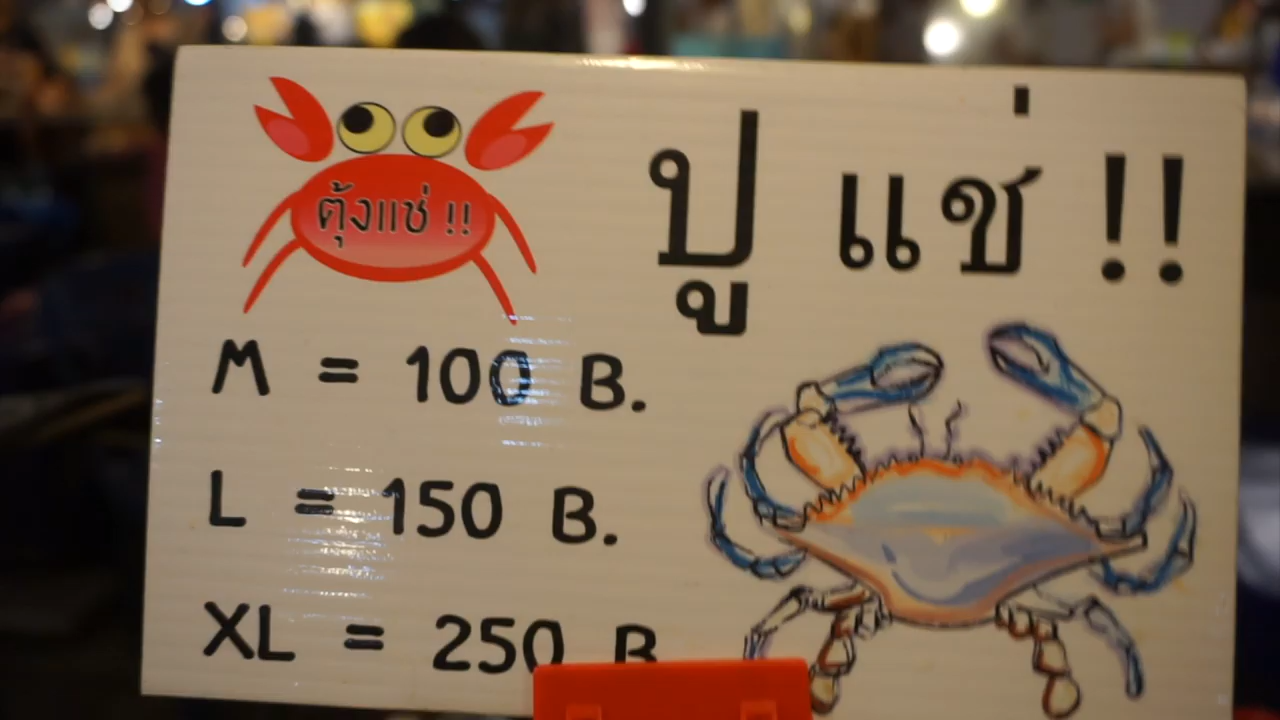 ตุ้งแช่ !!
ปู แช่ !!
M = 100 B.
L = 150 B.
XL = 250 B